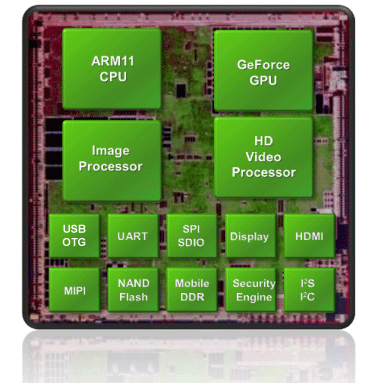 ARM11
CPU
GeForce
GPU
Image
Processor
HD
Video
Processor
USB
OTG
UART
SPI
SDIO
Display
HDMI
MIPI
NAND
Flash
Mobile
DDR
Security
Engine
I²S
I²C